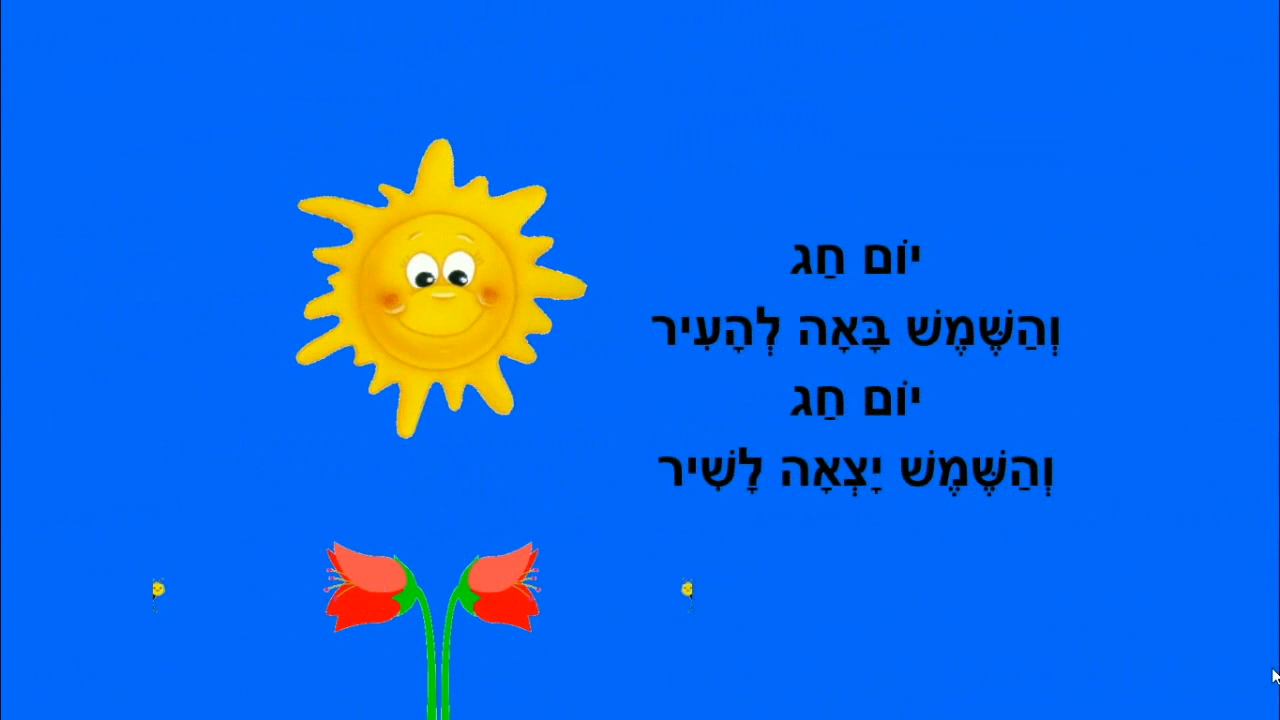 יוֹם חַג
וְהַשֶּׁמֶשׁ בָּאָה לְהָעִיר
יוֹם חַג
וְהַשֶּׁמֶשׁ יָצְאָה לָשִׁיר